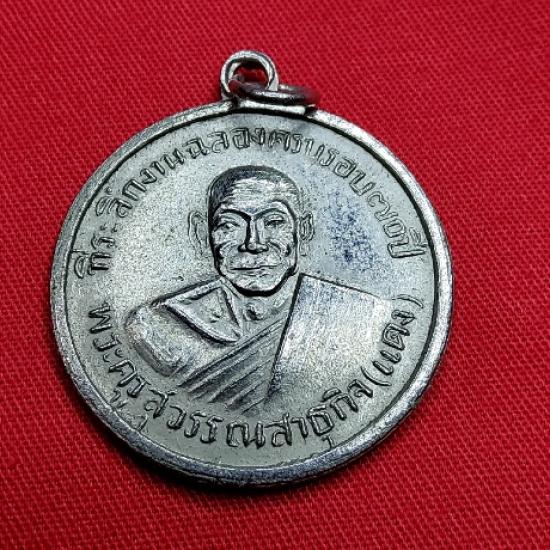 ที่ระลึกงานฉลองครบรอบ๗๐ปี
พระครูสุวรรณสาธุกิจ(แดง)